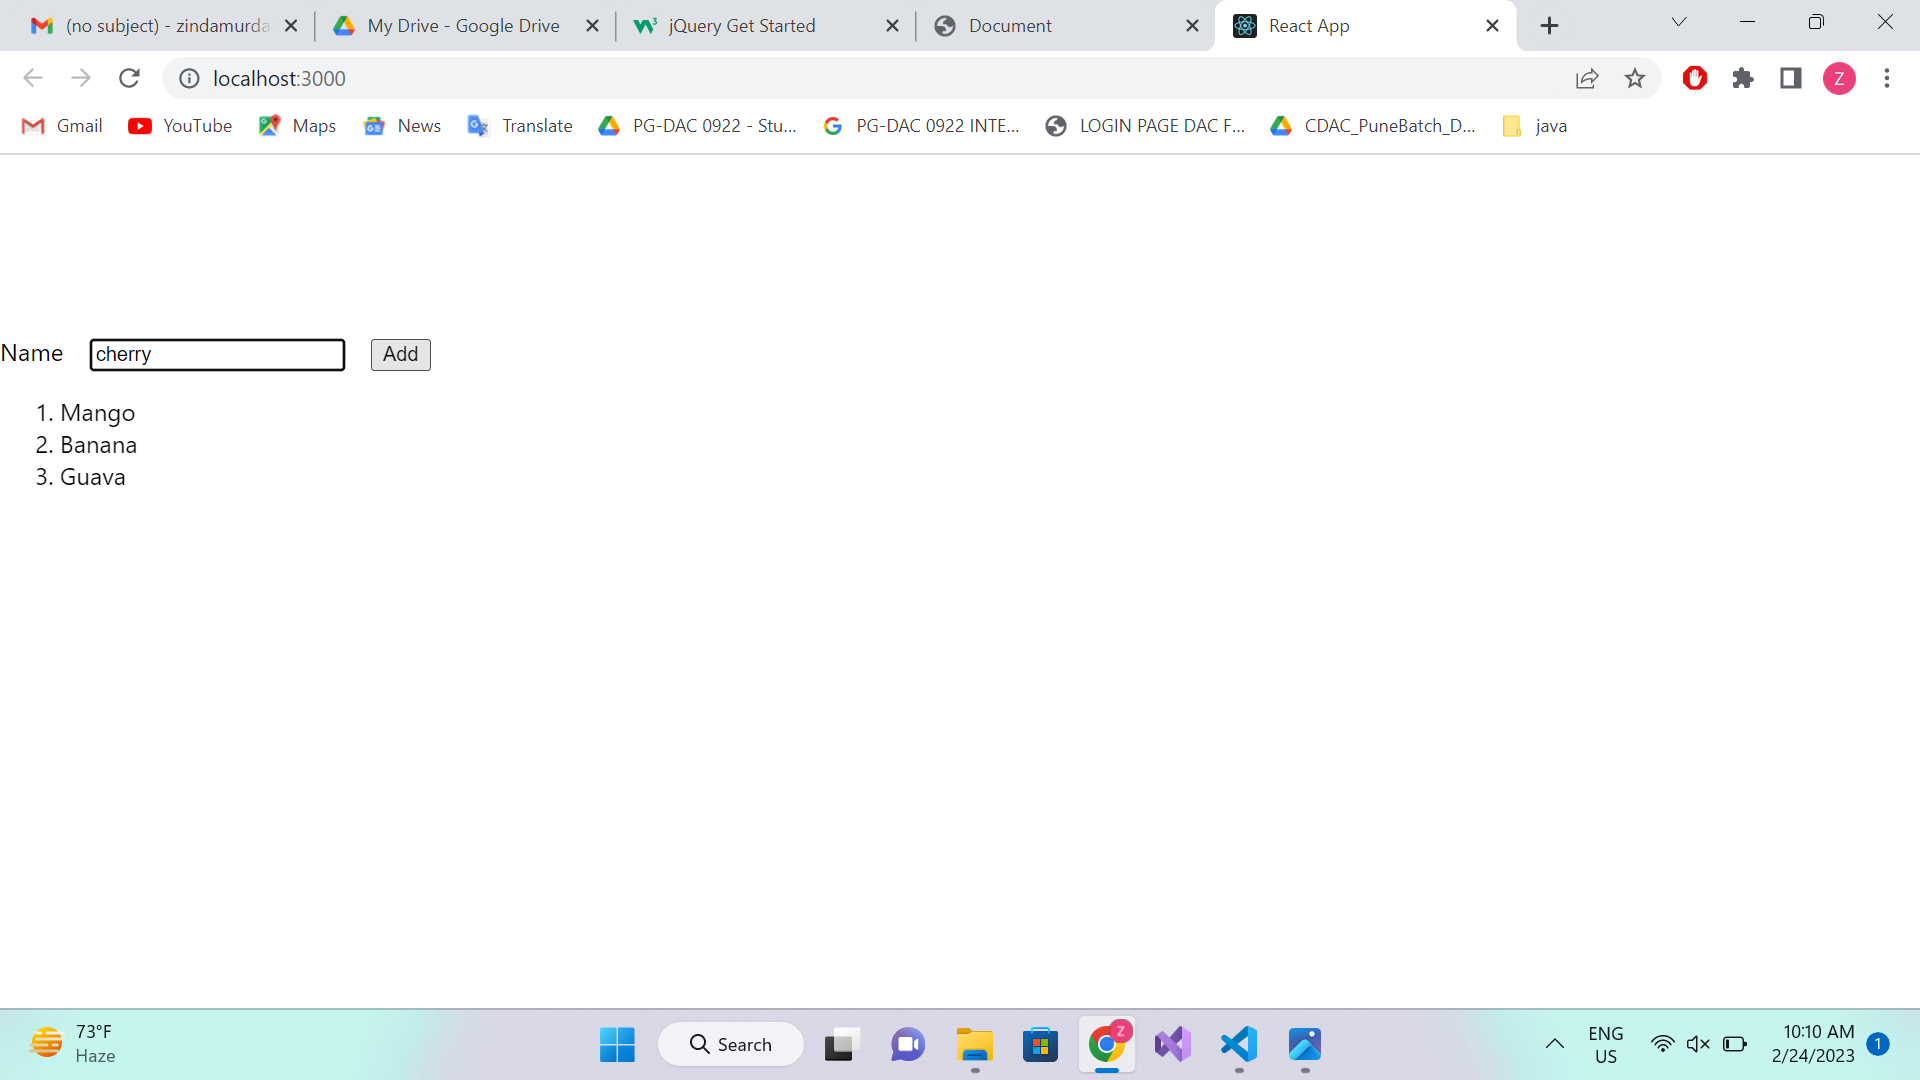 (no subject) - zindamurda
My Drive - Google Drive
jQuery Get Started
Document
React App
localhost:3000
Z
Gmail
YouTube
Maps
News
Translate
PG-DAC 0922 - Stu...
PG-DAC 0922 INTE...
LOGIN PAGE DAC F...
CDAC_PuneBatch_D...
java
Name cherry Add
1. Mango
2. Banana
3. Guava
73°F
Haze
Search
Z
ENG
US
10:10 AM
2/24/2023
1